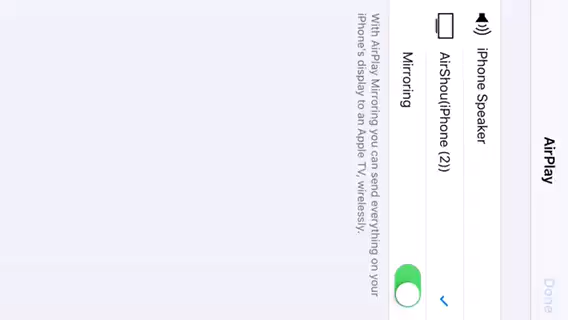 AirPlay
Done
iPhone Speaker
AirShou(iPhone (2))
Mirroring
With AirPlay Mirroring you can send everything on your
iPhone's display to an Apple TV, wirelessly.